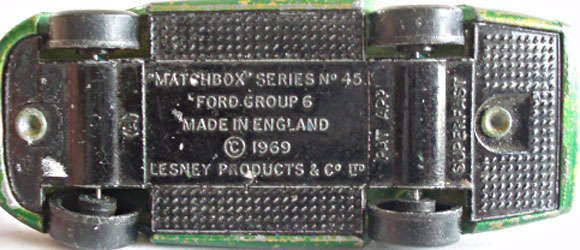 "MATCHBOX" SERIES Nº 45
FORD GROUP 6
MADE IN ENGLAND
© 1969
LESNEY PRODUCTS & Cº LTD
PAT APP
SUPERFAST